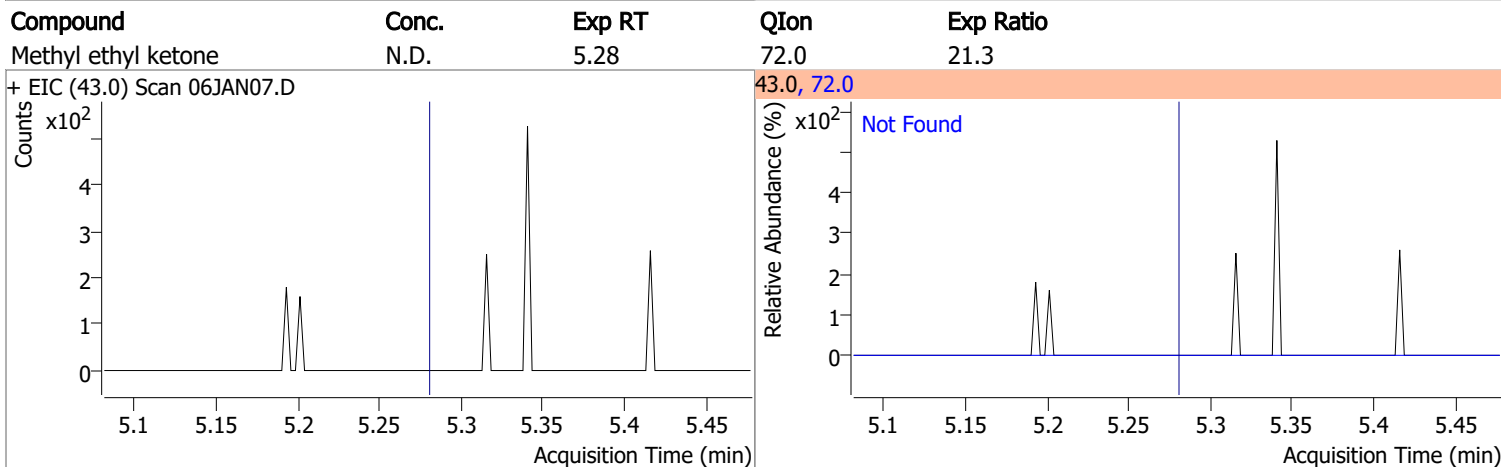 Compound Conc. Exp RT QIon Exp Ratio
Methyl ethyl ketone N.D. 5.28 72.0 21.3
+ EIC (43.0) Scan 06JAN07.D
Counts
x10²
4
3
2
1
0
5.1 5.15 5.2 5.25 5.3 5.35 5.4 5.45
Acquisition Time (min)
43.0, 72.0
Relative Abundance (%)
x10²
Not Found
4
3
2
1
0
5.1 5.15 5.2 5.25 5.3 5.35 5.4 5.45
Acquisition Time (min)